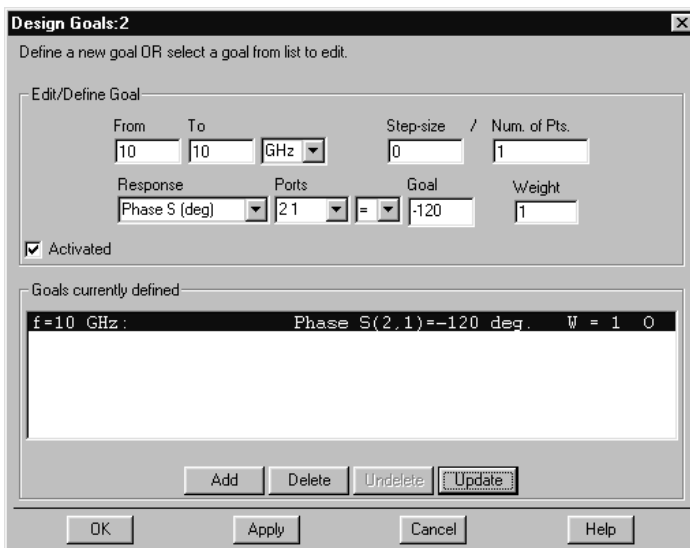 Design Goals:2
Define a new goal OR select a goal from list to edit.
Edit/Define Goal
From To Step-size / Num. of Pts.
10 10 GHz 0 1
Response Ports Goal Weight
Phase S (deg) 2 1 = -120 1
Activated
Goals currently defined
f=10 GHz: Phase S(2,1)=-120 deg. W = 1 O
Add Delete Undelete Update
OK Apply Cancel Help